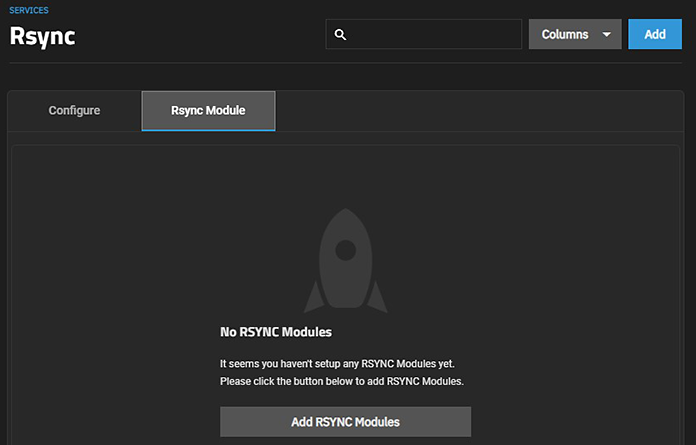 SERVICES
Rsync
Columns
Add
Configure
Rsync Module
No RSYNC Modules
It seems you haven't setup any RSYNC Modules yet.
Please click the button below to add RSYNC Modules.
Add RSYNC Modules